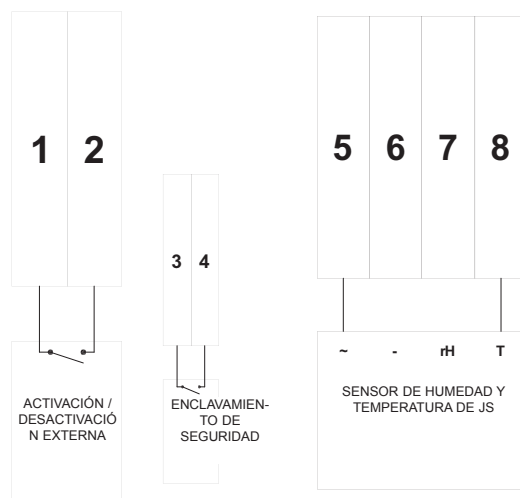 1 2
3 4
5 6 7 8
~ - rH T
ACTIVACIÓN /
DESACTIVACIÓ
N EXTERNA
ENCLAVAMIEN-
TO DE
SEGURIDAD
SENSOR DE HUMEDAD Y
TEMPERATURA DE JS